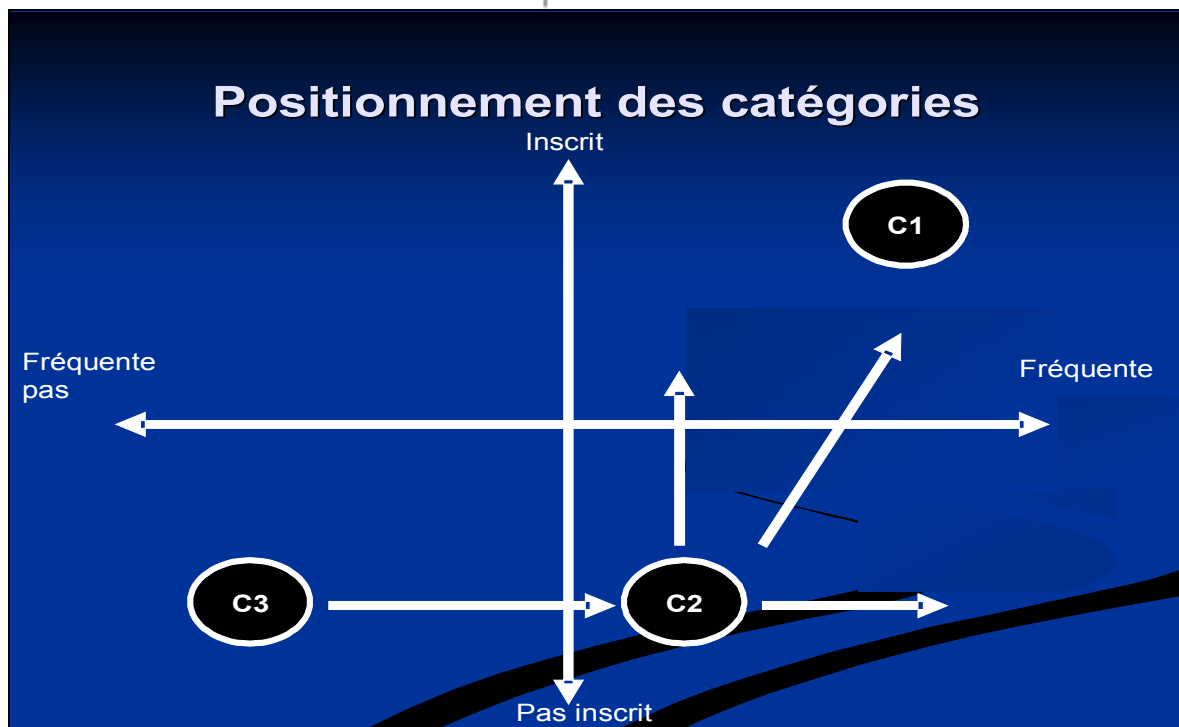 Positionnement des catégories
Inscrit
C1
Fréquente
pas
Fréquente
C3
C2
Pas inscrit